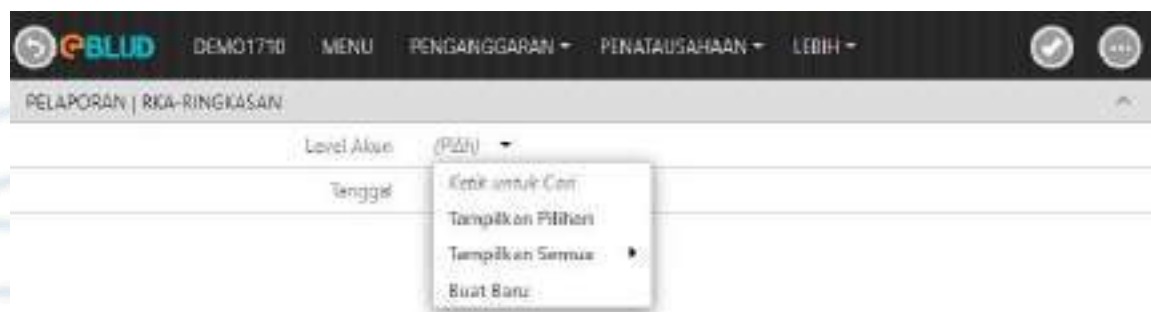 eBLUD DEMO1710 MENU PENGANGGARAN PENATAUSAHAAN LEBIH
PELAPORAN | RKA-RINGKASAN
Level Akun (Pilih)
Tanggal
Ketik untuk Cari
Tampilkan Pilihan
Tampilkan Semua
Buat Baru